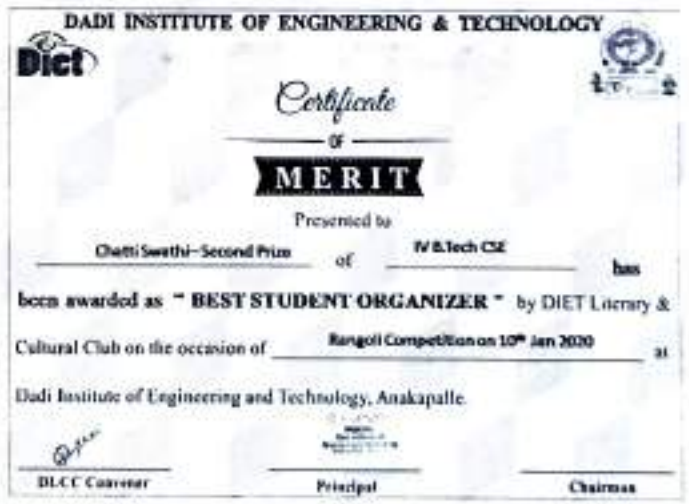 DADI INSTITUTE OF ENGINEERING & TECHNOLOGY
Diet
Certificate
OF
MERIT
Presented to
Chatti Swathi-Second Prize of IV B.Tech CSE has
been awarded as " BEST STUDENT ORGANIZER " by DIET Literary &
Cultural Club on the occasion of Rangoli Competition on 10th Jan 2020 at
Dadi Institute of Engineering and Technology, Anakapalle.
DLCC Convener Principal Chairman